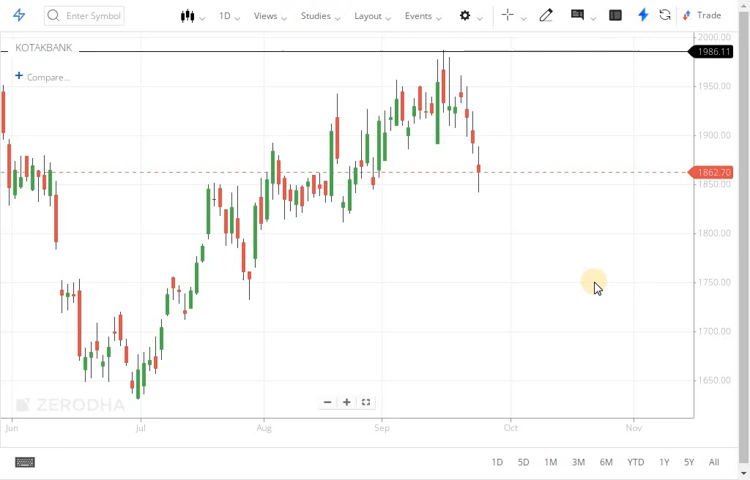 Enter Symbol
1D
Views
Studies
Layout
Events
Trade
2000.00
1986.11
KOTAKBANK
+ Compare...
1950.00
1900.00
1862.70
1850.00
1800.00
1750.00
1700.00
1650.00
ZERODHA
Jun Jul Aug Sep Oct Nov
1D 5D 1M 3M 6M YTD 1Y 5Y All